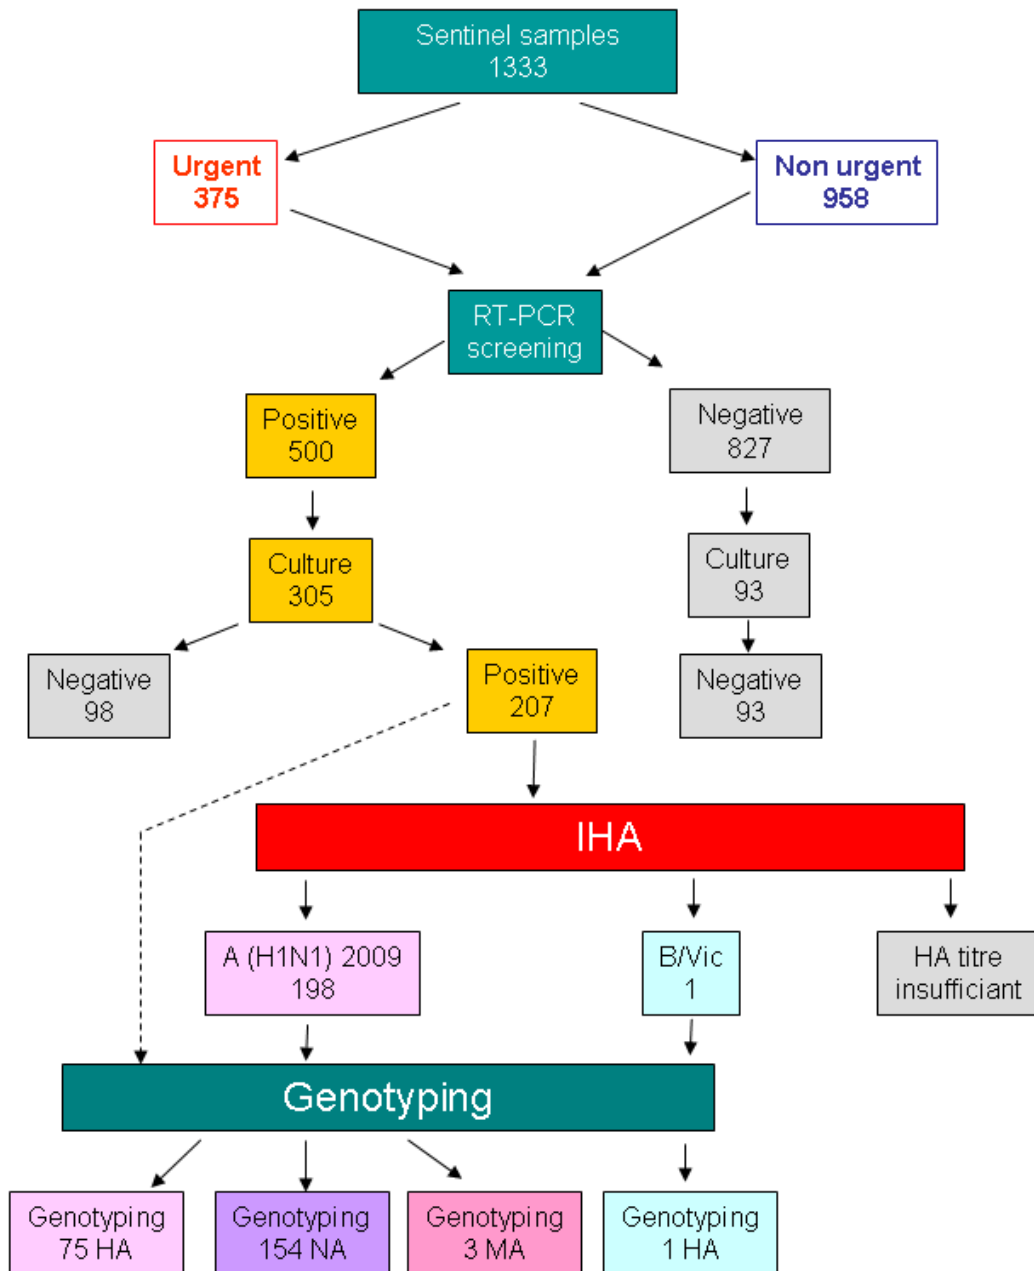 Sentinel samples
1333
Urgent
375
Non urgent
958
RT-PCR
screening
Positive
500
Negative
827
Culture
305
Culture
93
Negative
98
Positive
207
Negative
93
IHA
A (H1N1) 2009
198
B/Vic
1
HA titre
insufficiant
Genotyping
Genotyping
75 HA
Genotyping
154 NA
Genotyping
3 MA
Genotyping
1 HA